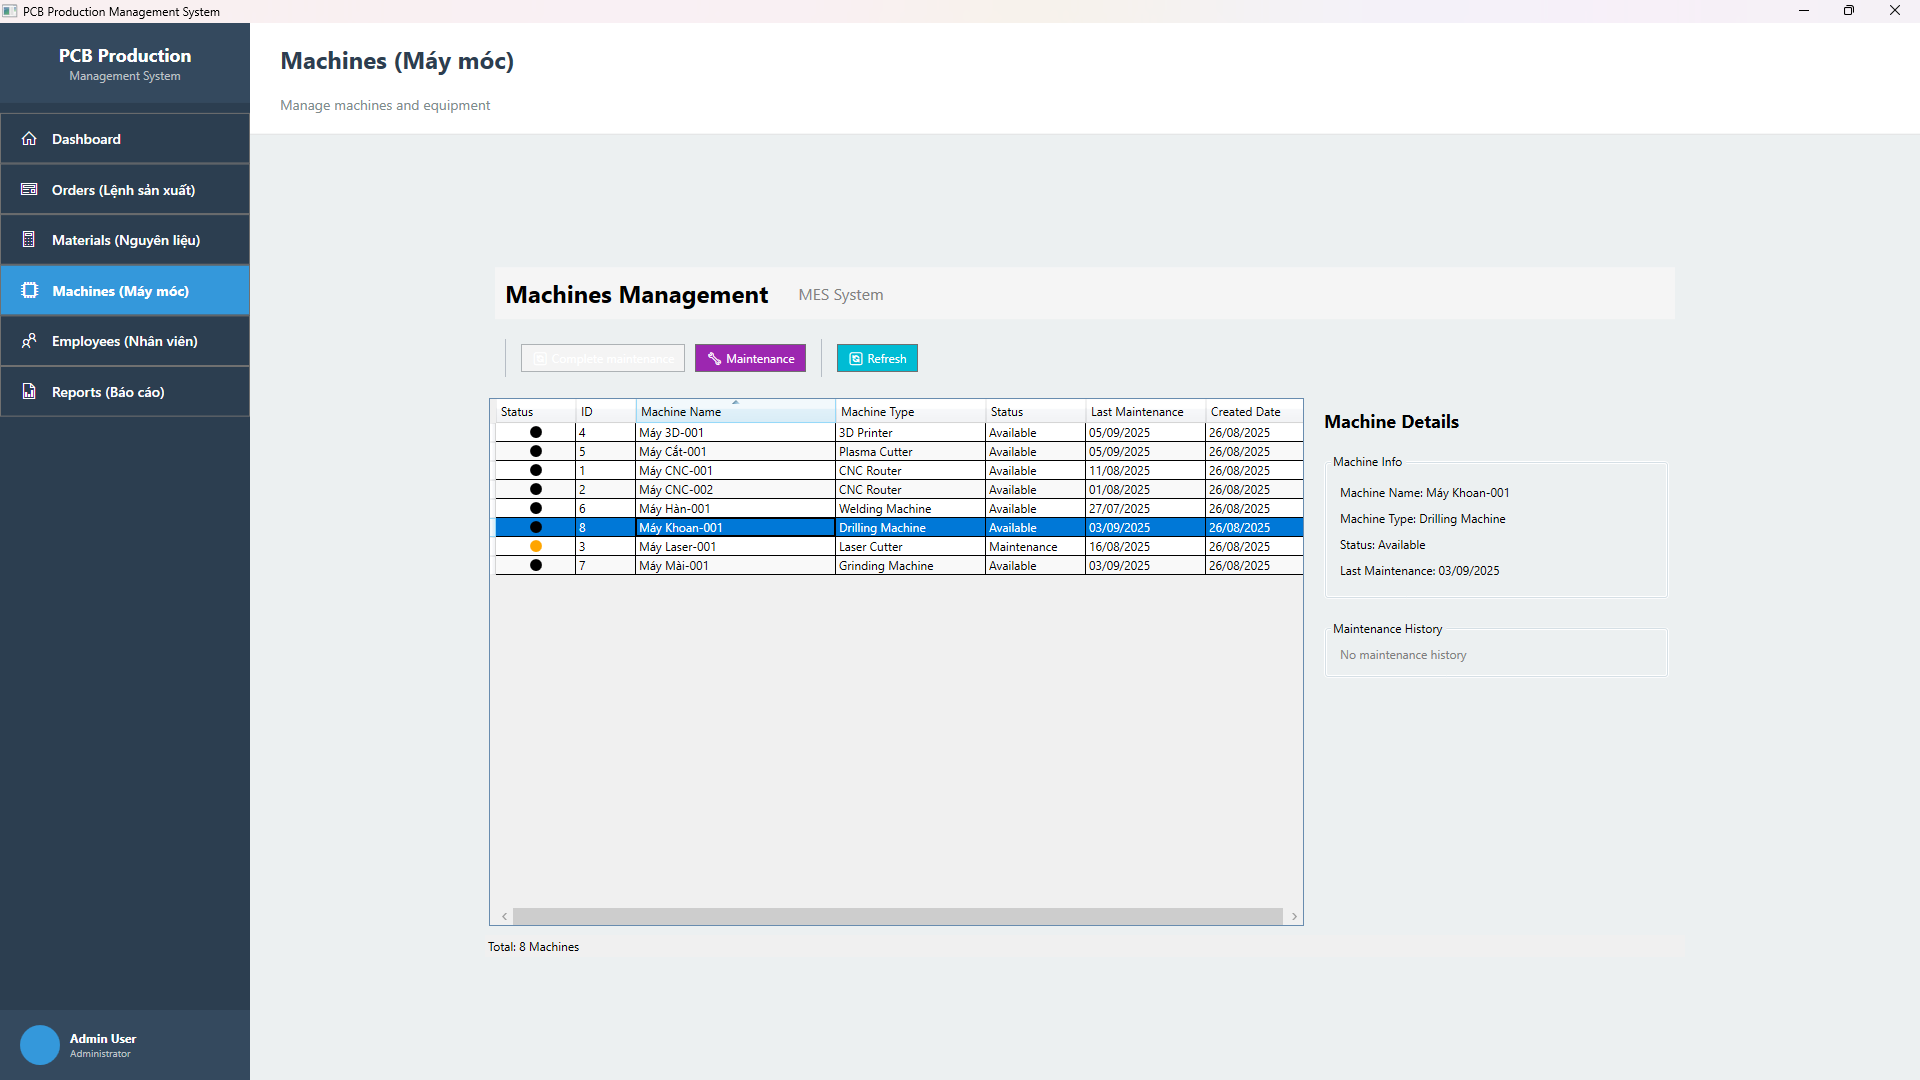 PCB Production Management System
PCB Production
Management System
Dashboard
Orders (Lệnh sản xuất)
Materials (Nguyên liệu)
Machines (Máy móc)
Employees (Nhân viên)
Reports (Báo cáo)
Admin User
Administrator
Machines (Máy móc)
Manage machines and equipment
Machines Management MES System
Complete maintenance Maintenance Refresh
Status ID Machine Name Machine Type Status Last Maintenance Created Date
4 Máy 3D-001 3D Printer Available 05/09/2025 26/08/2025
5 Máy Cắt-001 Plasma Cutter Available 05/09/2025 26/08/2025
1 Máy CNC-001 CNC Router Available 11/08/2025 26/08/2025
2 Máy CNC-002 CNC Router Available 01/08/2025 26/08/2025
6 Máy Hàn-001 Welding Machine Available 27/07/2025 26/08/2025
8 Máy Khoan-001 Drilling Machine Available 03/09/2025 26/08/2025
3 Máy Laser-001 Laser Cutter Maintenance 16/08/2025 26/08/2025
7 Máy Mài-001 Grinding Machine Available 03/09/2025 26/08/2025
Total: 8 Machines
Machine Details
Machine Info
Machine Name: Máy Khoan-001
Machine Type: Drilling Machine
Status: Available
Last Maintenance: 03/09/2025
Maintenance History
No maintenance history